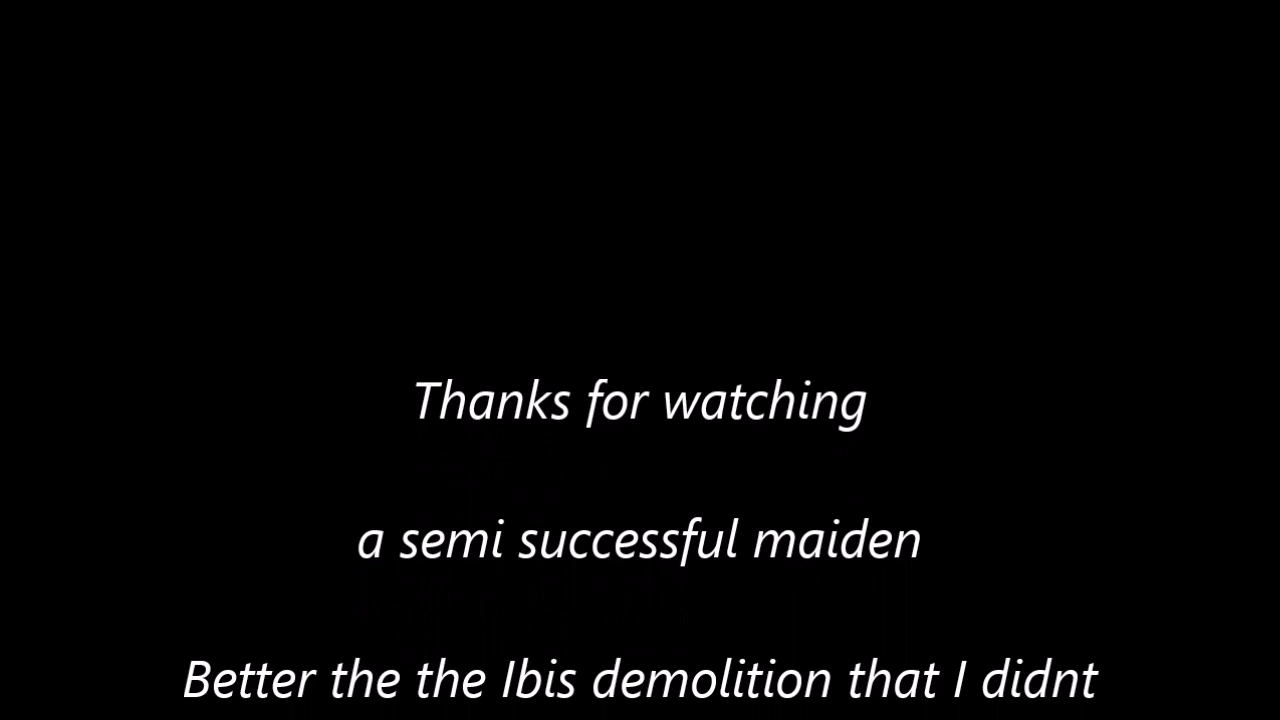 Thanks for watching
a semi successful maiden
Better the the Ibis demolition that I didnt